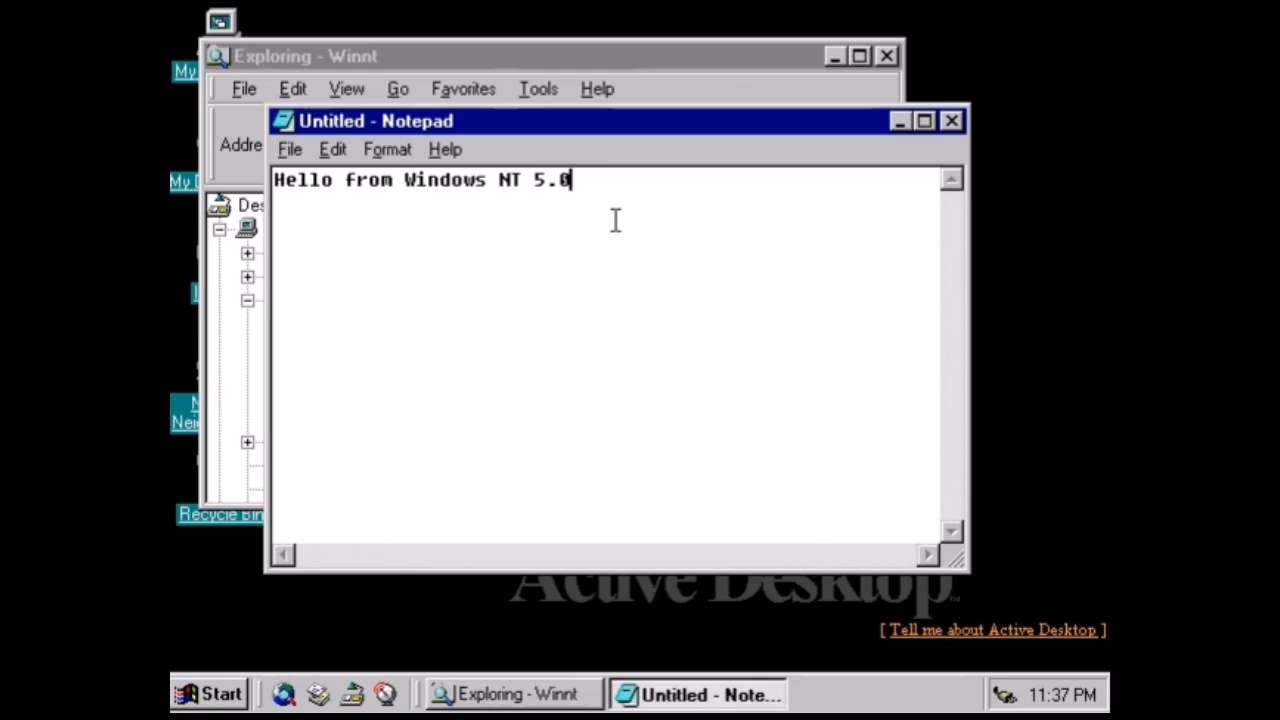 Exploring - Winnt
My
File Edit View Go Favorites Tools Help
Untitled - Notepad
Addre
File Edit Format Help
Hello from Windows NT 5.0
My
Des
Recycle Bin
Active Desktop
[ Tell me about Active Desktop ]
Start
Exploring - Winnt
Untitled - Note...
11:37 PM